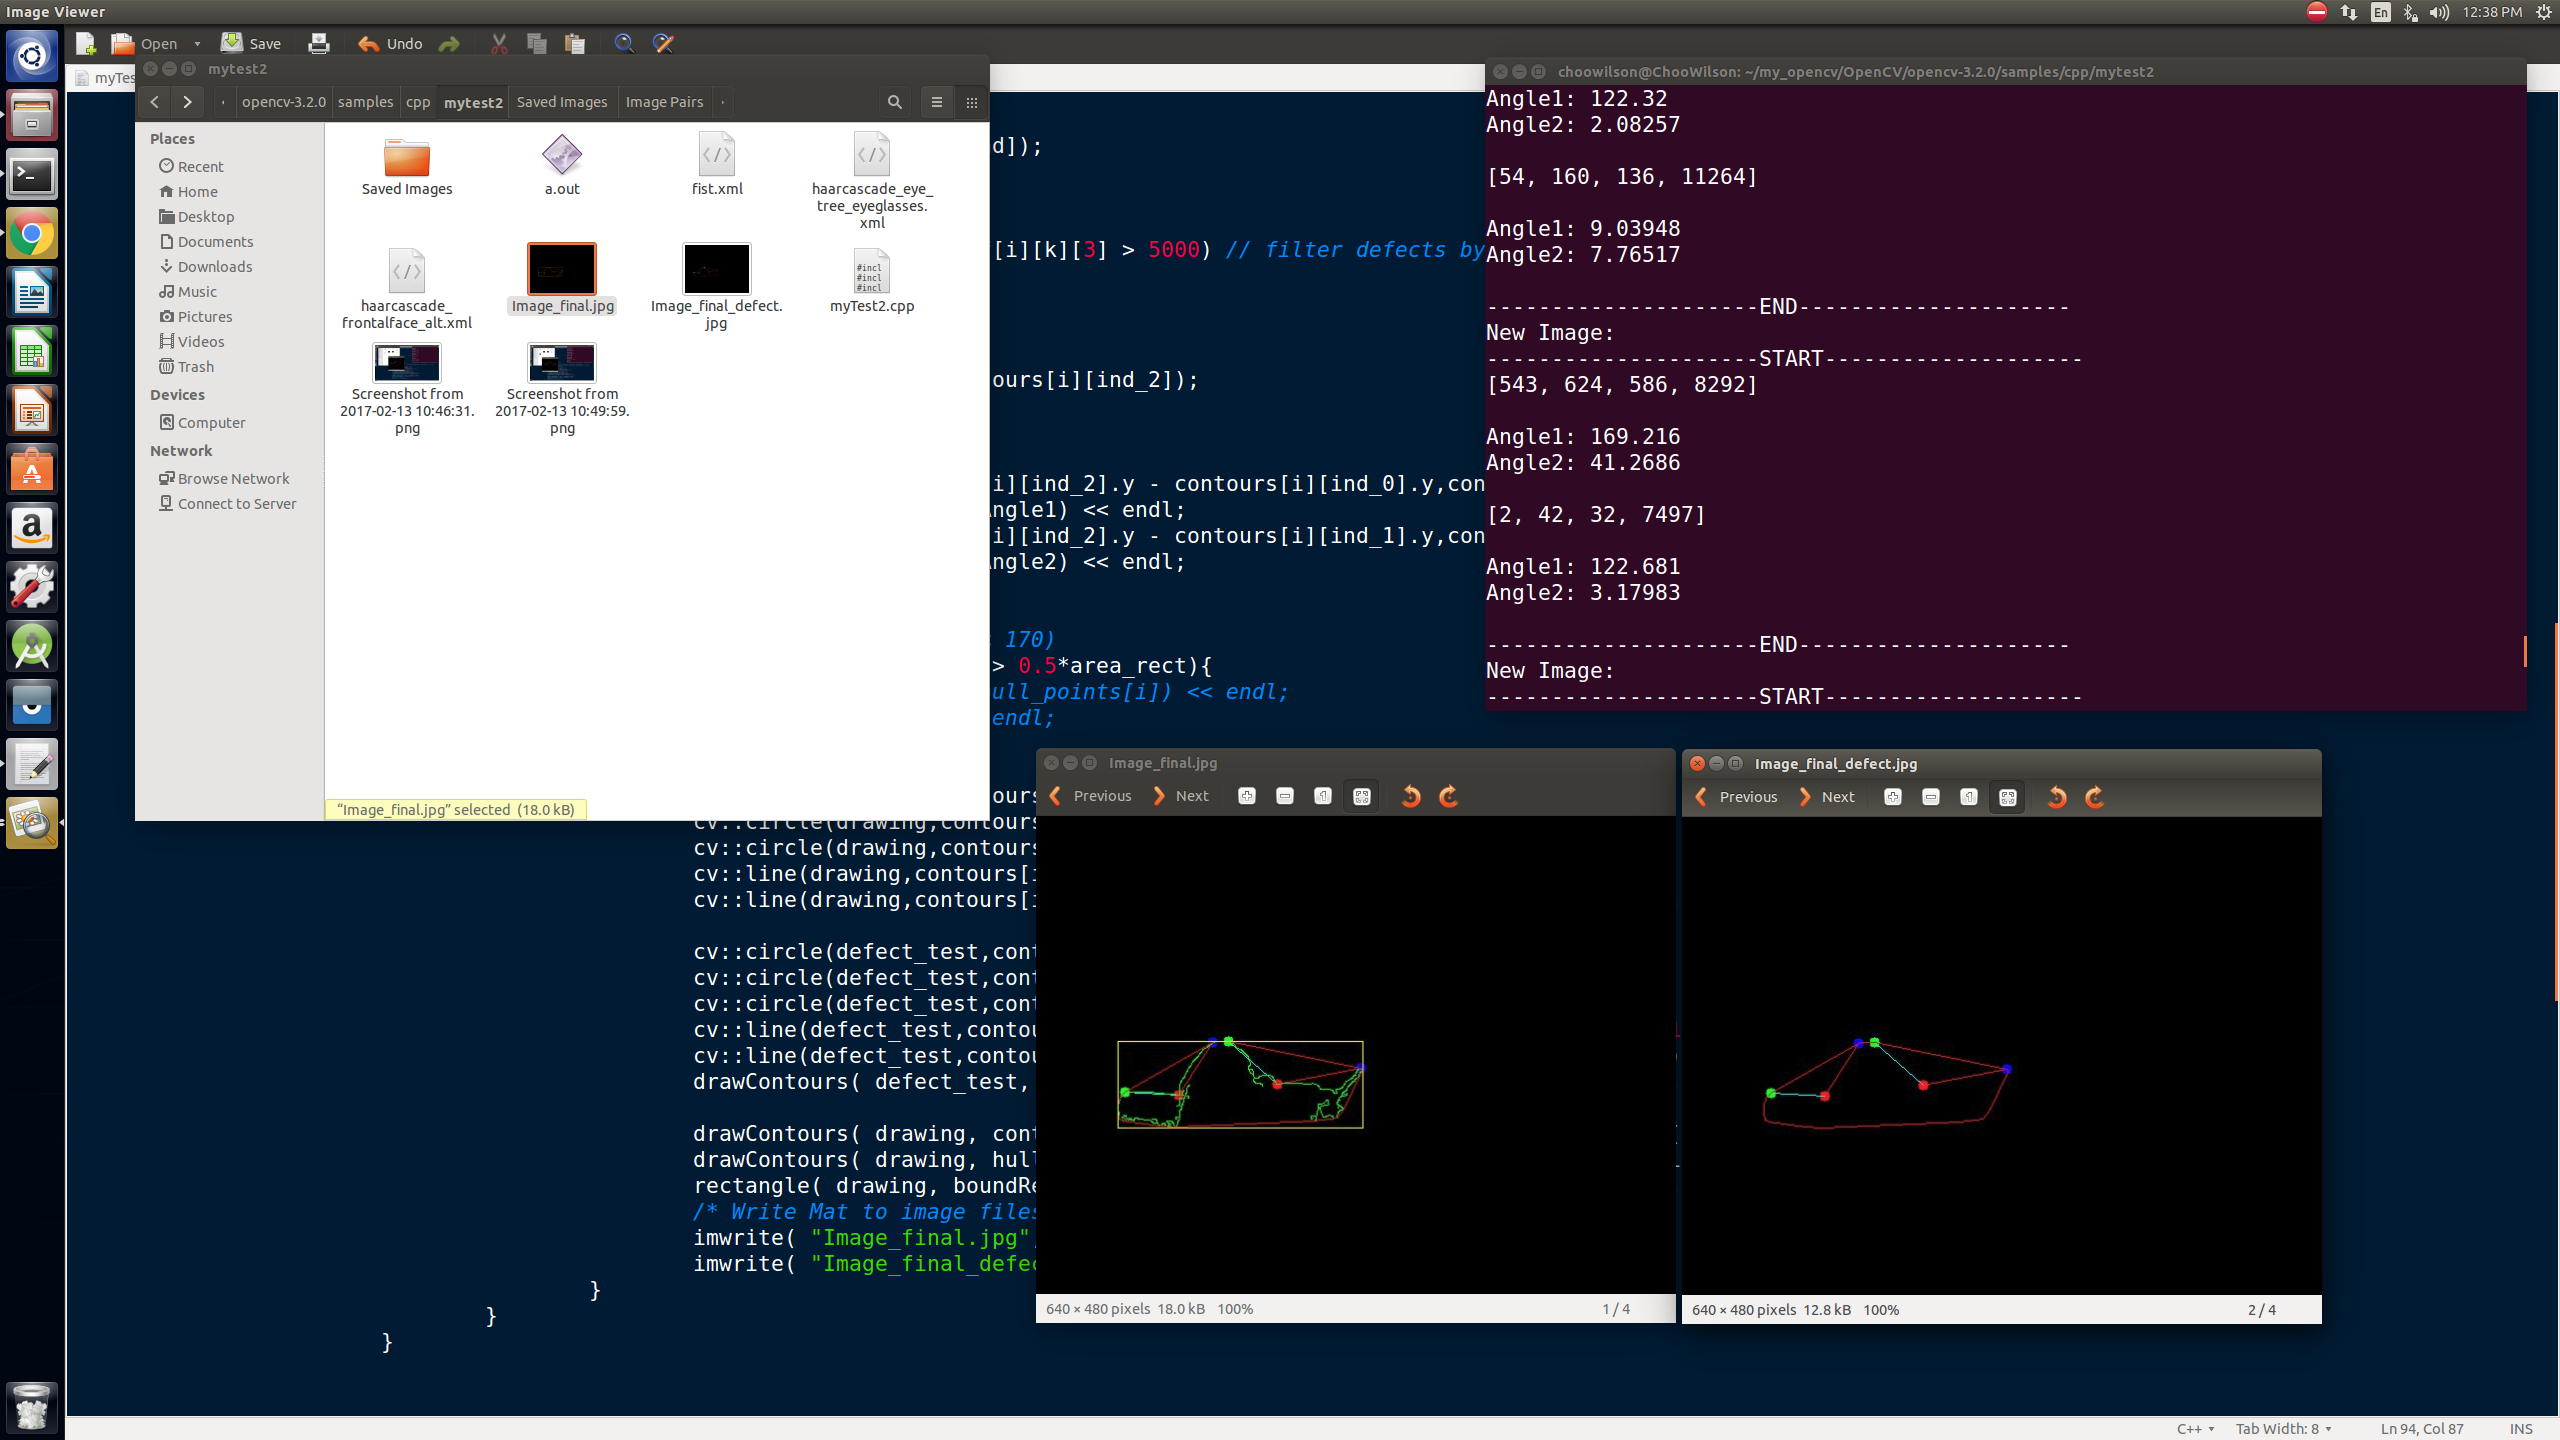 Image Viewer
En
12:38 PM
Open
Save
Undo
mytest2
opencv-3.2.0
samples
cpp
mytest2
Saved Images
Image Pairs
Places
Recent
Home
Desktop
Documents
Downloads
Music
Pictures
Videos
Trash
Devices
Computer
Network
Browse Network
Connect to Server
Saved Images
a.out
fist.xml
haarcascade_eye_
tree_eyeglasses.
xml
haarcascade_
frontalface_alt.xml
Image_final.jpg
Image_final_defect.
jpg
#incl
#incl
#incl
myTest2.cpp
Screenshot from
2017-02-13 10:46:31.
png
Screenshot from
2017-02-13 10:49:59.
png
“Image_final.jpg” selected (18.0 kB)
myTes
d]);
[i][k][3] > 5000) // filter defects by
ours[i][ind_2]);
i][ind_2].y - contours[i][ind_0].y,con
Angle1) << endl;
i][ind_2].y - contours[i][ind_1].y,con
Angle2) << endl;
170)
> 0.5*area_rect){
ull_points[i]) << endl;
endl;
ours
cv::circle(drawing,contours
cv::circle(drawing,contours
cv::line(drawing,contours[i
cv::line(drawing,contours[i
cv::circle(defect_test,cont
cv::circle(defect_test,cont
cv::circle(defect_test,cont
cv::line(defect_test,contou
cv::line(defect_test,contou
drawContours( defect_test,
drawContours( drawing, cont
drawContours( drawing, hull
rectangle( drawing, boundRe
/* Write Mat to image files
imwrite( "Image_final.jpg",
imwrite( "Image_final_defec
}
}
}
choowilson@ChooWilson: ~/my_opencv/OpenCV/opencv-3.2.0/samples/cpp/mytest2
Angle1: 122.32
Angle2: 2.08257
[54, 160, 136, 11264]
Angle1: 9.03948
Angle2: 7.76517
---------------------END---------------------
New Image:
---------------------START--------------------
[543, 624, 586, 8292]
Angle1: 169.216
Angle2: 41.2686
[2, 42, 32, 7497]
Angle1: 122.681
Angle2: 3.17983
---------------------END---------------------
New Image:
---------------------START--------------------
Image_final.jpg
Previous
Next
640 × 480 pixels 18.0 kB 100%
1 / 4
Image_final_defect.jpg
Previous
Next
640 × 480 pixels 12.8 kB 100%
2 / 4
C++
Tab Width: 8
Ln 94, Col 87
INS